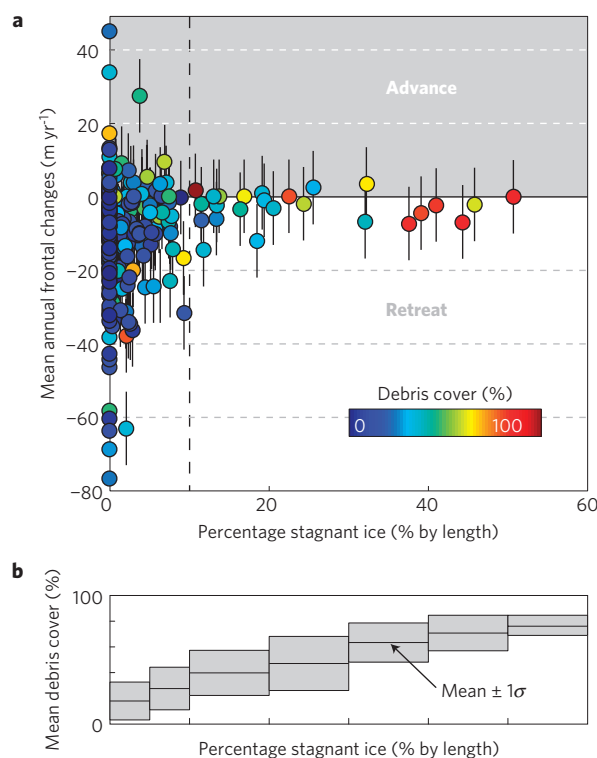 a
40
20
0
−20
−40
−60
−80
Mean annual frontal changes (m yr⁻¹)
Advance
Retreat
Debris cover (%)
0 100
0 20 40 60
Percentage stagnant ice (% by length)
b
100
0
Mean debris cover (%)
Mean ± 1σ
Percentage stagnant ice (% by length)